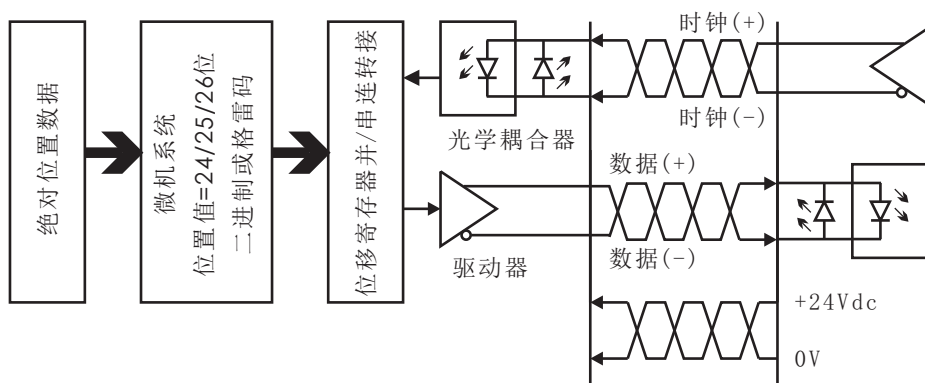 绝对位置数据
微机系统
位置值=24/25/26位
二进制或格雷码
位移寄存器并/串连转接
光学耦合器
驱动器
时钟(+)
时钟(-)
数据(+)
数据(-)
+24Vdc
0V